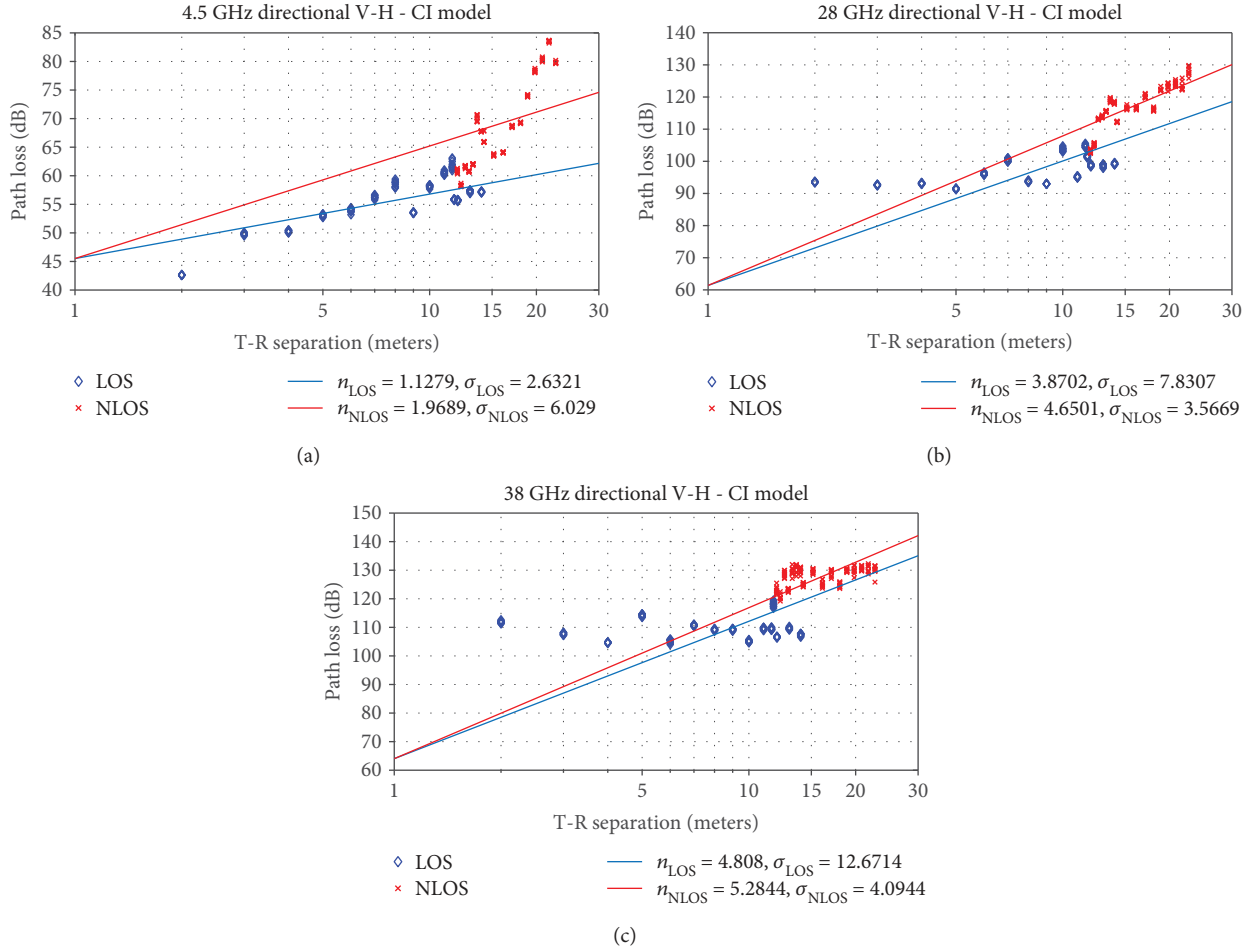 4.5 GHz directional V-H - CI model
85
80
75
70
65
60
55
50
45
40
Path loss (dB)
1 5 10 15 20 30
T-R separation (meters)
LOS
NLOS
n_LOS = 1.1279, σ_LOS = 2.6321
n_NLOS = 1.9689, σ_NLOS = 6.029
(a)
28 GHz directional V-H - CI model
140
130
120
110
100
90
80
70
60
Path loss (dB)
1 5 10 15 20 30
T-R separation (meters)
LOS
NLOS
n_LOS = 3.8702, σ_LOS = 7.8307
n_NLOS = 4.6501, σ_NLOS = 3.5669
(b)
38 GHz directional V-H - CI model
150
140
130
120
110
100
90
80
70
60
Path loss (dB)
1 5 10 15 20 30
T-R separation (meters)
LOS
NLOS
n_LOS = 4.808, σ_LOS = 12.6714
n_NLOS = 5.2844, σ_NLOS = 4.0944
(c)